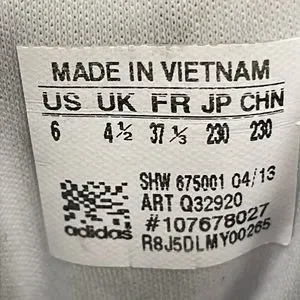 MADE IN VIETNAM
US UK FR JP CHN
6 4½ 37⅓ 230 230
SHW 675001 04/13
ART Q32920
#107678027
adidas
R8J5DLMY00265